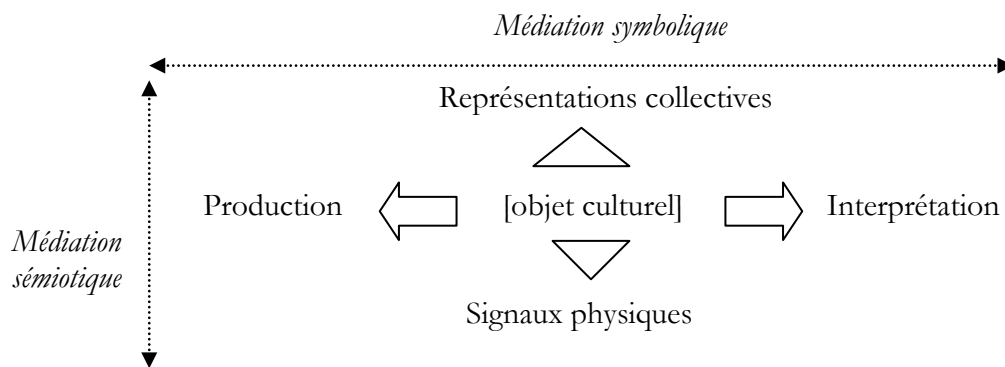 Médiation symbolique
Représentations collectives
Production
[objet culturel]
Interprétation
Médiation
sémiotique
Signaux physiques